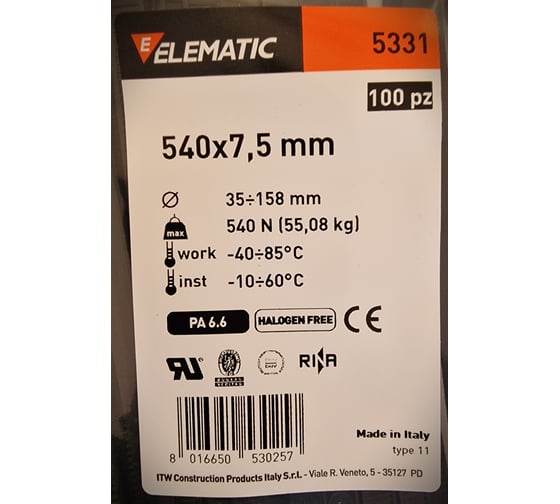 ELEMATIC 5331
100 pz
540x7,5 mm
35÷158 mm
max 540 N (55,08 kg)
work -40÷85°C
inst -10÷60°C
PA 6.6 HALOGEN FREE CE
RINA
8 016650 530257
Made in Italy
type 11
ITW Construction Products Italy S.r.l. - Viale R. Veneto, 5 - 35127 PD